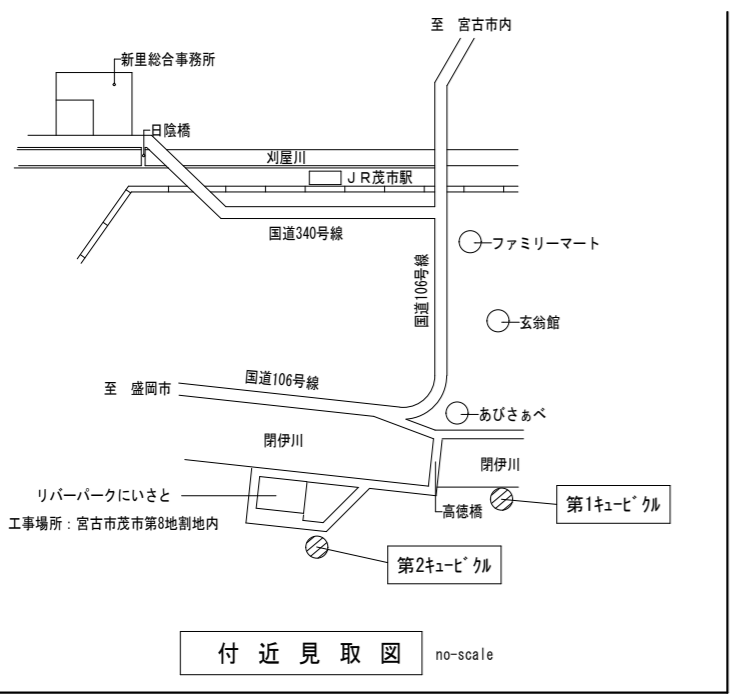 至　宮古市内
新里総合事務所
日陰橋
刈屋川
ＪＲ茂市駅
国道340号線
ファミリーマート
国道106号線
玄翁館
国道106号線
至　盛岡市
あびさぁべ
閉伊川
閉伊川
リバーパークにいさと
高徳橋
第1ｷｭｰﾋﾞｸﾙ
工事場所：宮古市茂市第8地割地内
第2ｷｭｰﾋﾞｸﾙ
付近見取図 no-scale